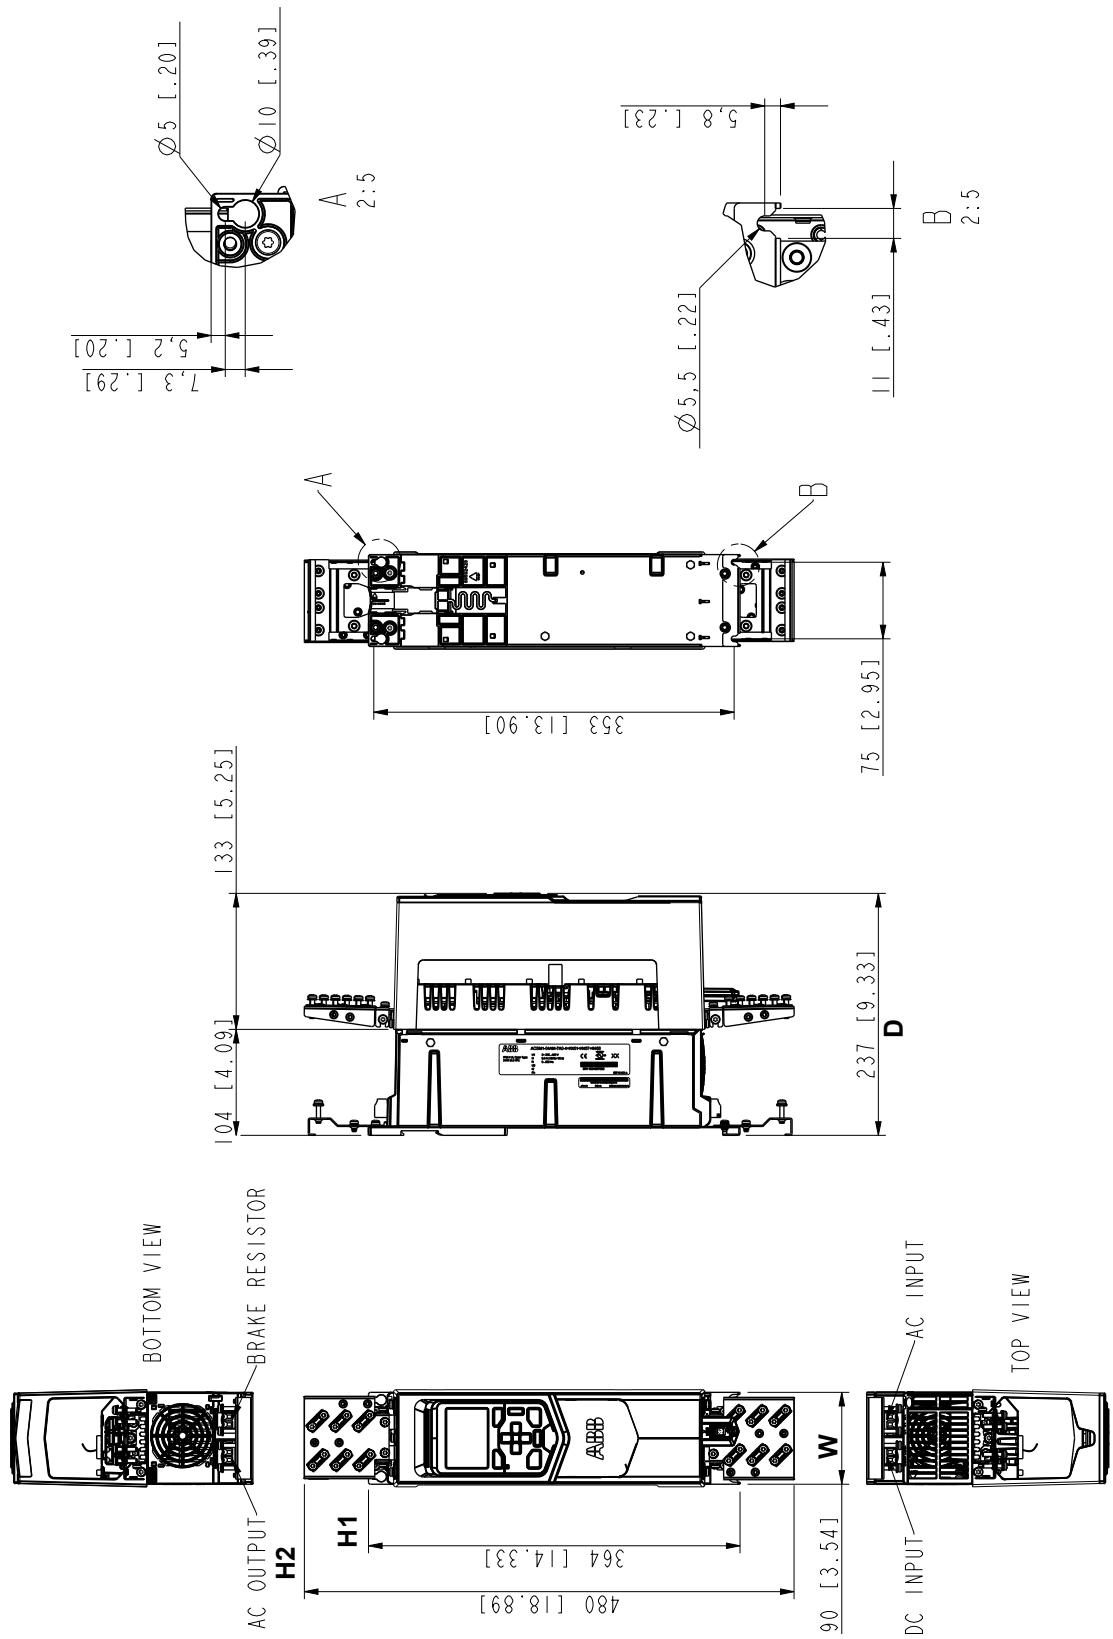 Ø5 [.20]
Ø10 [.39]
A
2:5
5,2 [.20]
7,3 [.29]
5,8 [.23]
B
2:5
Ø5,5 [.22]
11 [.43]
A
B
353 [13.90]
75 [2.95]
133 [5.25]
104 [4.09]
237 [9.33]
D
ABB
BOTTOM VIEW
BRAKE RESISTOR
AC OUTPUT
H2
H1
ABB
364 [14.33]
480 [18.89]
W
90 [3.54]
AC INPUT
TOP VIEW
DC INPUT